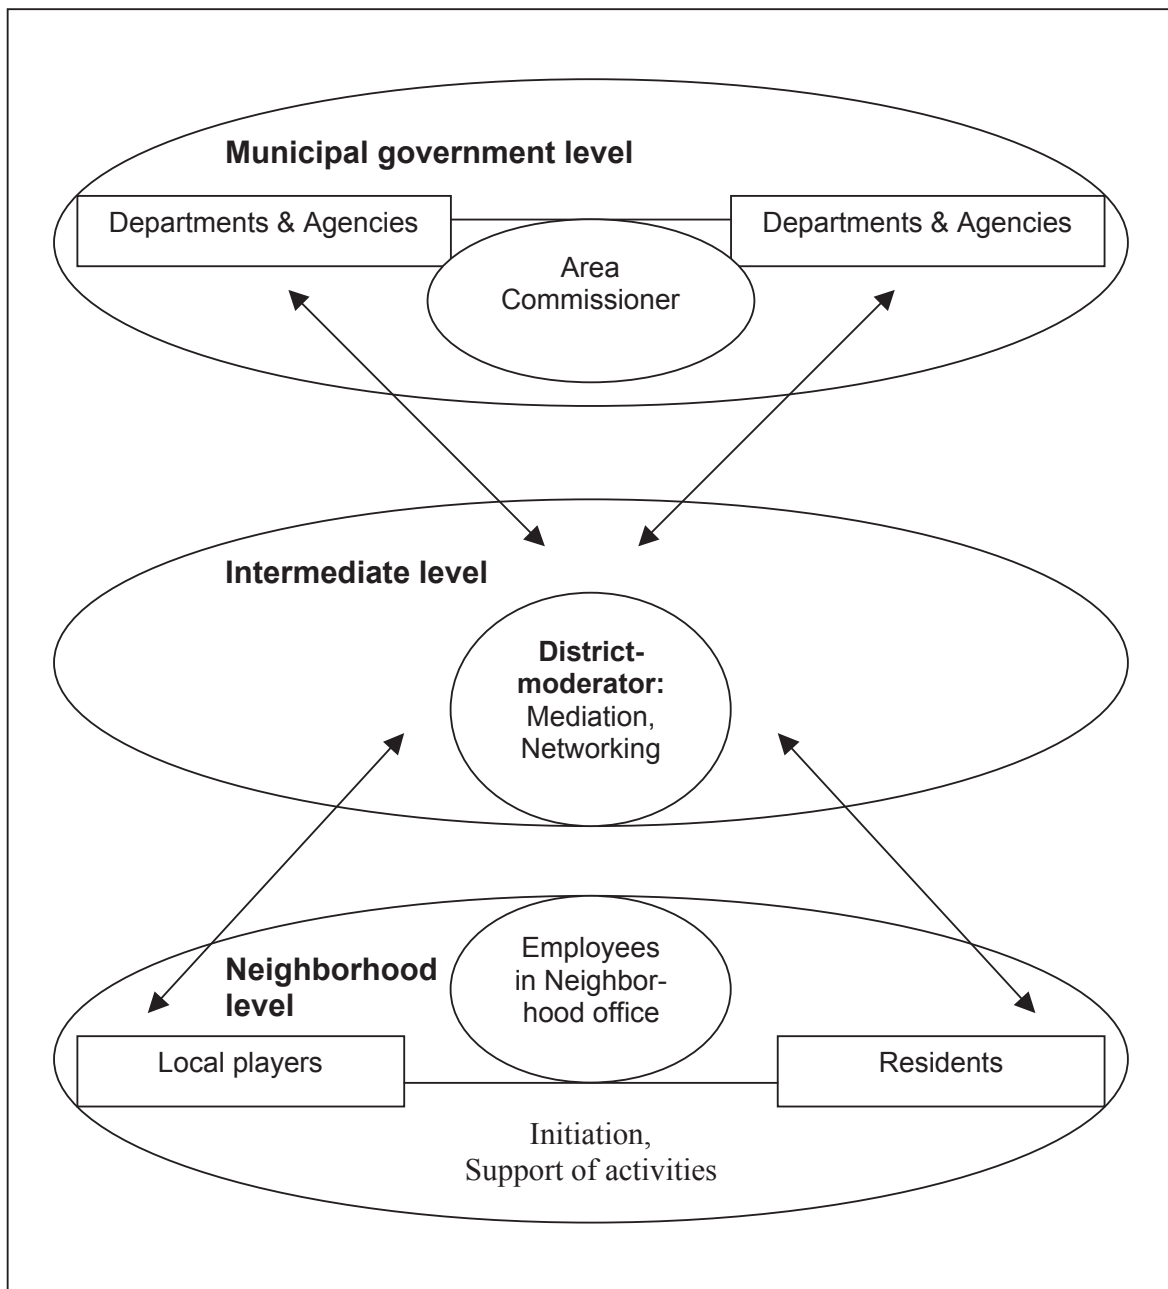 Municipal government level
Departments & Agencies
Departments & Agencies
Area
Commissioner
Intermediate level
District-
moderator:
Mediation,
Networking
Employees
in Neighbor-
hood office
Neighborhood
level
Local players
Residents
Initiation,
Support of activities